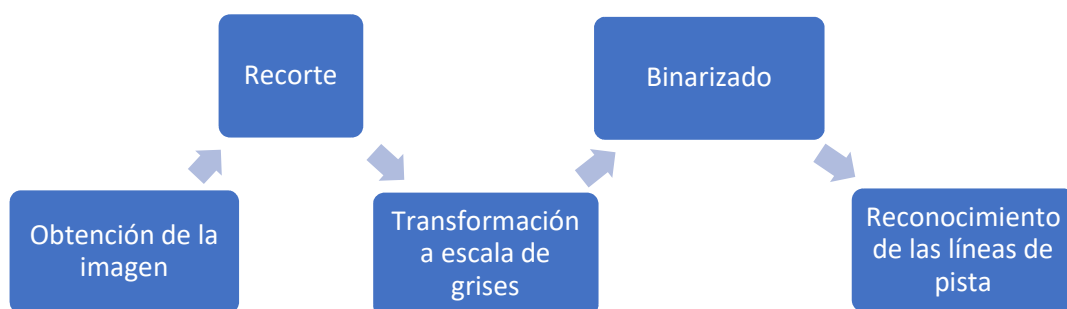 Obtención de la
imagen
Recorte
Transformación
a escala de
grises
Binarizado
Reconocimiento
de las líneas de
pista